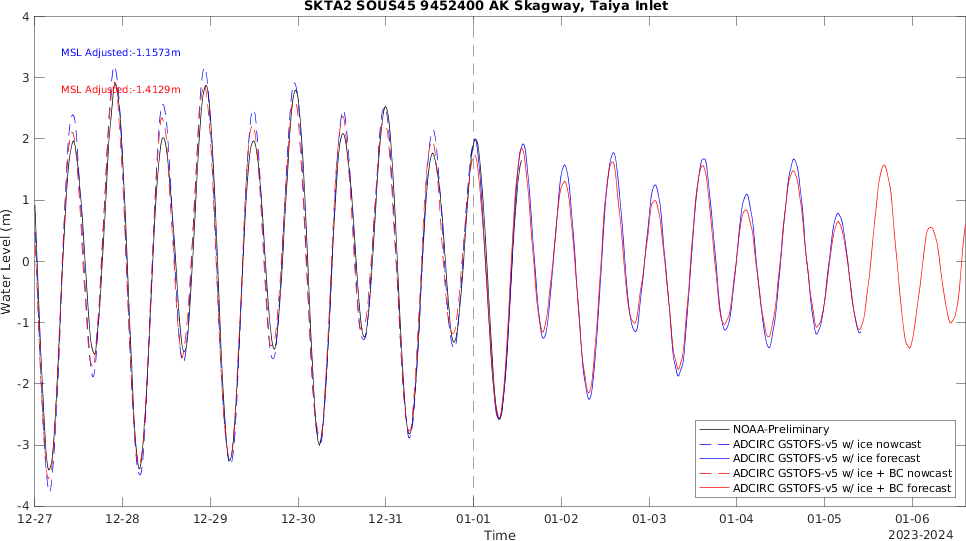 SKTA2 SOUS45 9452400 AK Skagway, Taiya Inlet
4
MSL Adjusted:-1.1573m
3
MSL Adjusted:-1.4129m
2
1
Water Level (m)
0
-1
-2
-3
-4
NOAA-Preliminary
ADCIRC GSTOFS-v5 w/ ice nowcast
ADCIRC GSTOFS-v5 w/ ice forecast
ADCIRC GSTOFS-v5 w/ ice + BC nowcast
ADCIRC GSTOFS-v5 w/ ice + BC forecast
12-27 12-28 12-29 12-30 12-31 01-01 01-02 01-03 01-04 01-05 01-06
Time
2023-2024